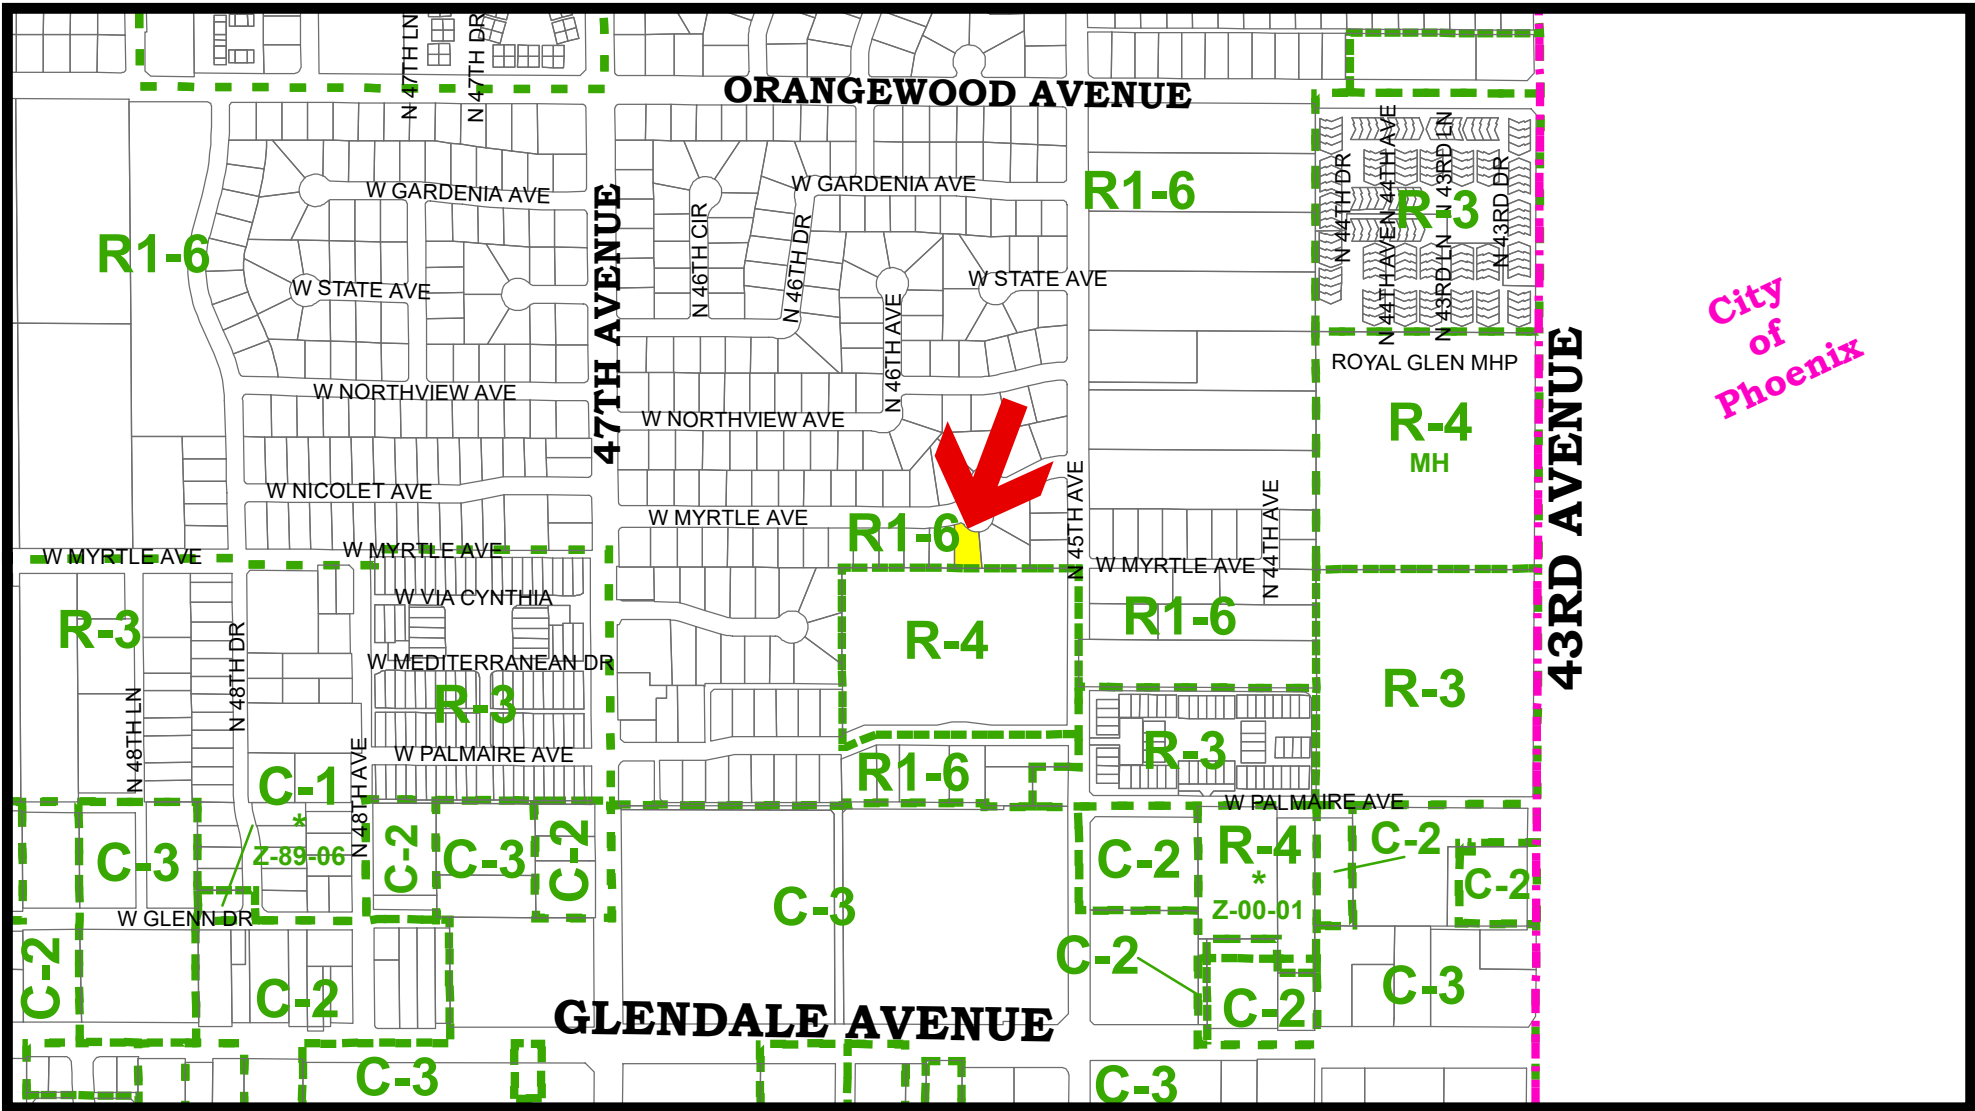 N 47TH LN
N 47TH DR
ORANGEWOOD AVENUE
W GARDENIA AVE
W GARDENIA AVE
R1-6
N 44TH DR
N 44TH AVE
N 44TH AVE
N 43RD LN
N 43RD LN
N 43RD DR
R-3
R1-6
47TH AVENUE
N 46TH CIR
N 46TH DR
W STATE AVE
W STATE AVE
N 46TH AVE
City
of
Phoenix
ROYAL GLEN MHP
43RD AVENUE
W NORTHVIEW AVE
W NORTHVIEW AVE
R-4
MH
W NICOLET AVE
W MYRTLE AVE
R1-6
N 45TH AVE
N 44TH AVE
W MYRTLE AVE
W MYRTLE AVE
W MYRTLE AVE
W VIA CYNTHIA
R-3
R1-6
R-4
N 48TH DR
W MEDITERRANEAN DR
R-3
R-3
N 48TH LN
W PALMAIRE AVE
R-3
R1-6
C-1
*
Z-89-06
N 48TH AVE
W PALMAIRE AVE
C-3
C-2
C-3
C-2
C-3
C-2
R-4
*
Z-00-01
C-2
C-2
W GLENN DR
C-2
C-2
C-2
C-2
C-3
GLENDALE AVENUE
C-3
C-3